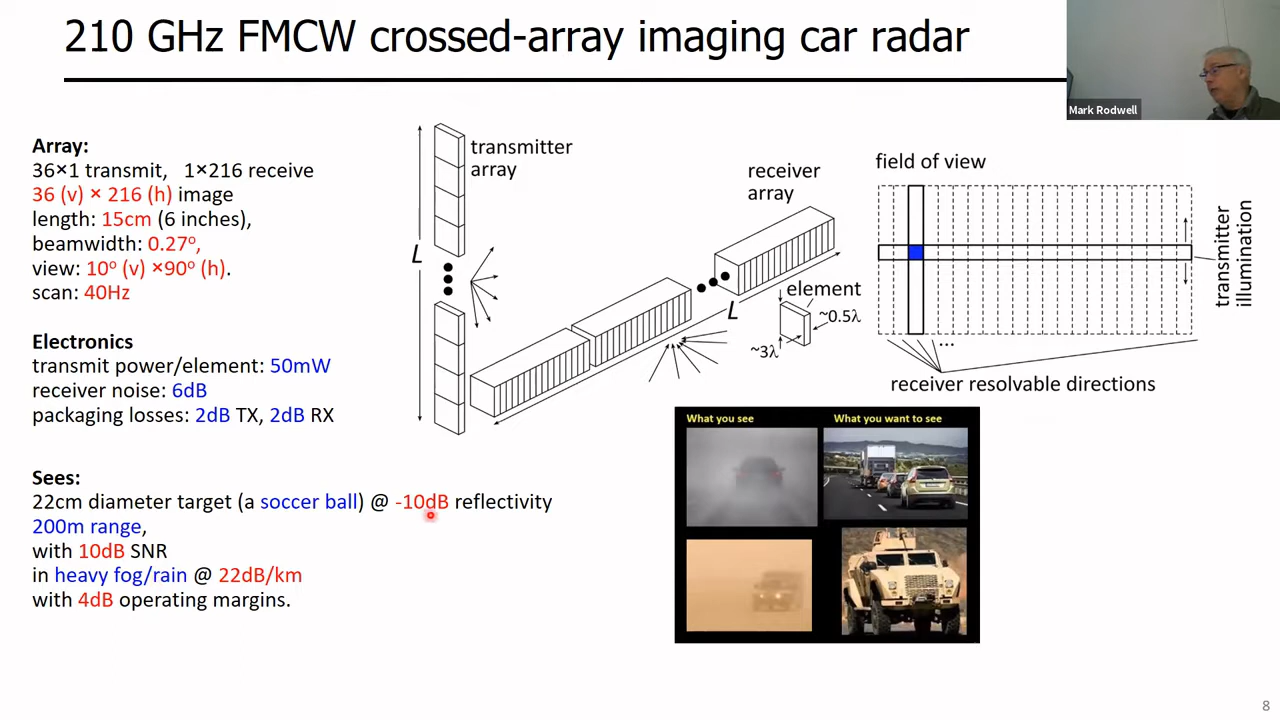 210 GHz FMCW crossed-array imaging car radar
Mark Rodwell
Array:
36×1 transmit, 1×216 receive
36 (v) × 216 (h) image
length: 15cm (6 inches),
beamwidth: 0.27º,
view: 10º (v) ×90º (h).
scan: 40Hz
Electronics
transmit power/element: 50mW
receiver noise: 6dB
packaging losses: 2dB TX, 2dB RX
Sees:
22cm diameter target (a soccer ball) @ -10dB reflectivity
200m range,
with 10dB SNR
in heavy fog/rain @ 22dB/km
with 4dB operating margins.
transmitter
array
L
receiver
array
L
element
~0.5λ
~3λ
field of view
transmitter
illumination
...
receiver resolvable directions
What you see
What you want to see
8